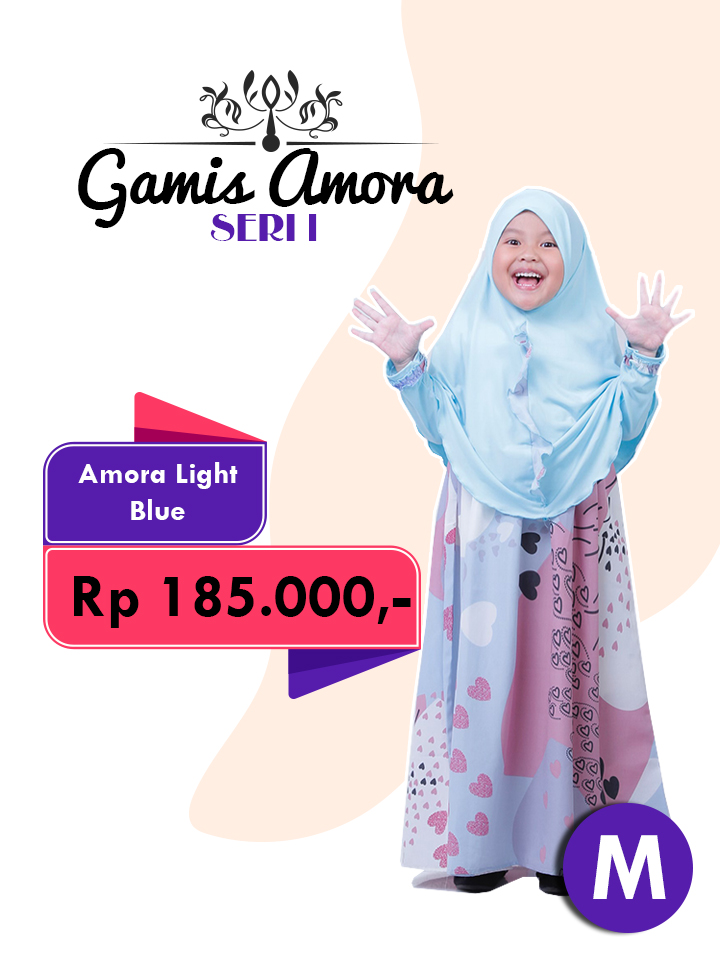 Gamis Amora
SERI I
Amora Light
Blue
Rp 185.000,-
M